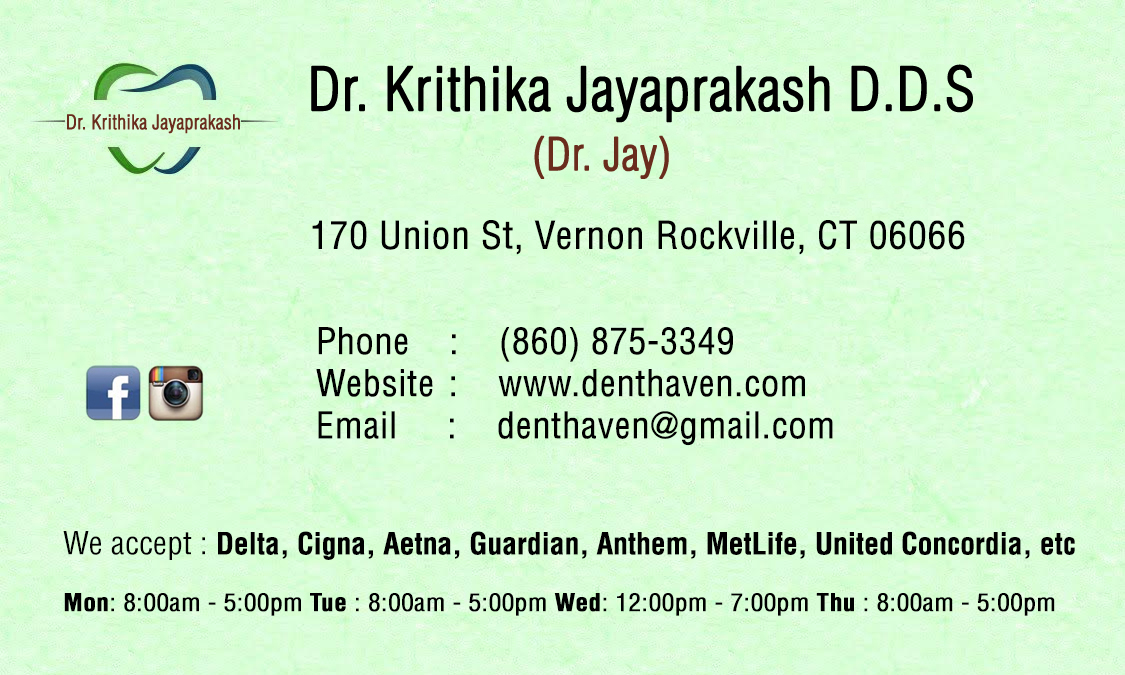 Dr. Krithika Jayaprakash
Dr. Krithika Jayaprakash D.D.S
(Dr. Jay)
170 Union St, Vernon Rockville, CT 06066
Phone : (860) 875-3349
Website : www.denthaven.com
Email : denthaven@gmail.com
f
We accept : Delta, Cigna, Aetna, Guardian, Anthem, MetLife, United Concordia, etc
Mon: 8:00am - 5:00pm Tue : 8:00am - 5:00pm Wed: 12:00pm - 7:00pm Thu : 8:00am - 5:00pm